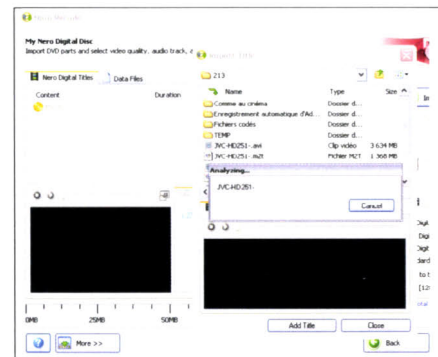 My Nero Digital Disc
Import DVD parts and select video quality, audio track,
Nero Digital Titles
Data Files
Content
Duration
213
Name
Type
Size
Comme au cinéma
Dossier d...
Enregistrement automatique d'Ad...
Dossier d...
Fichiers codés
Dossier d...
TEMP
Dossier d...
JVC-HD251-.avi
Clip vidéo
3 634 MB
JVC-HD251-.m2t
Fichier M2T
1 368 MB
Analyzing...
JVC-HD251-
Cancel
0MB
25MB
50MB
Add Title
Close
More >>
Back